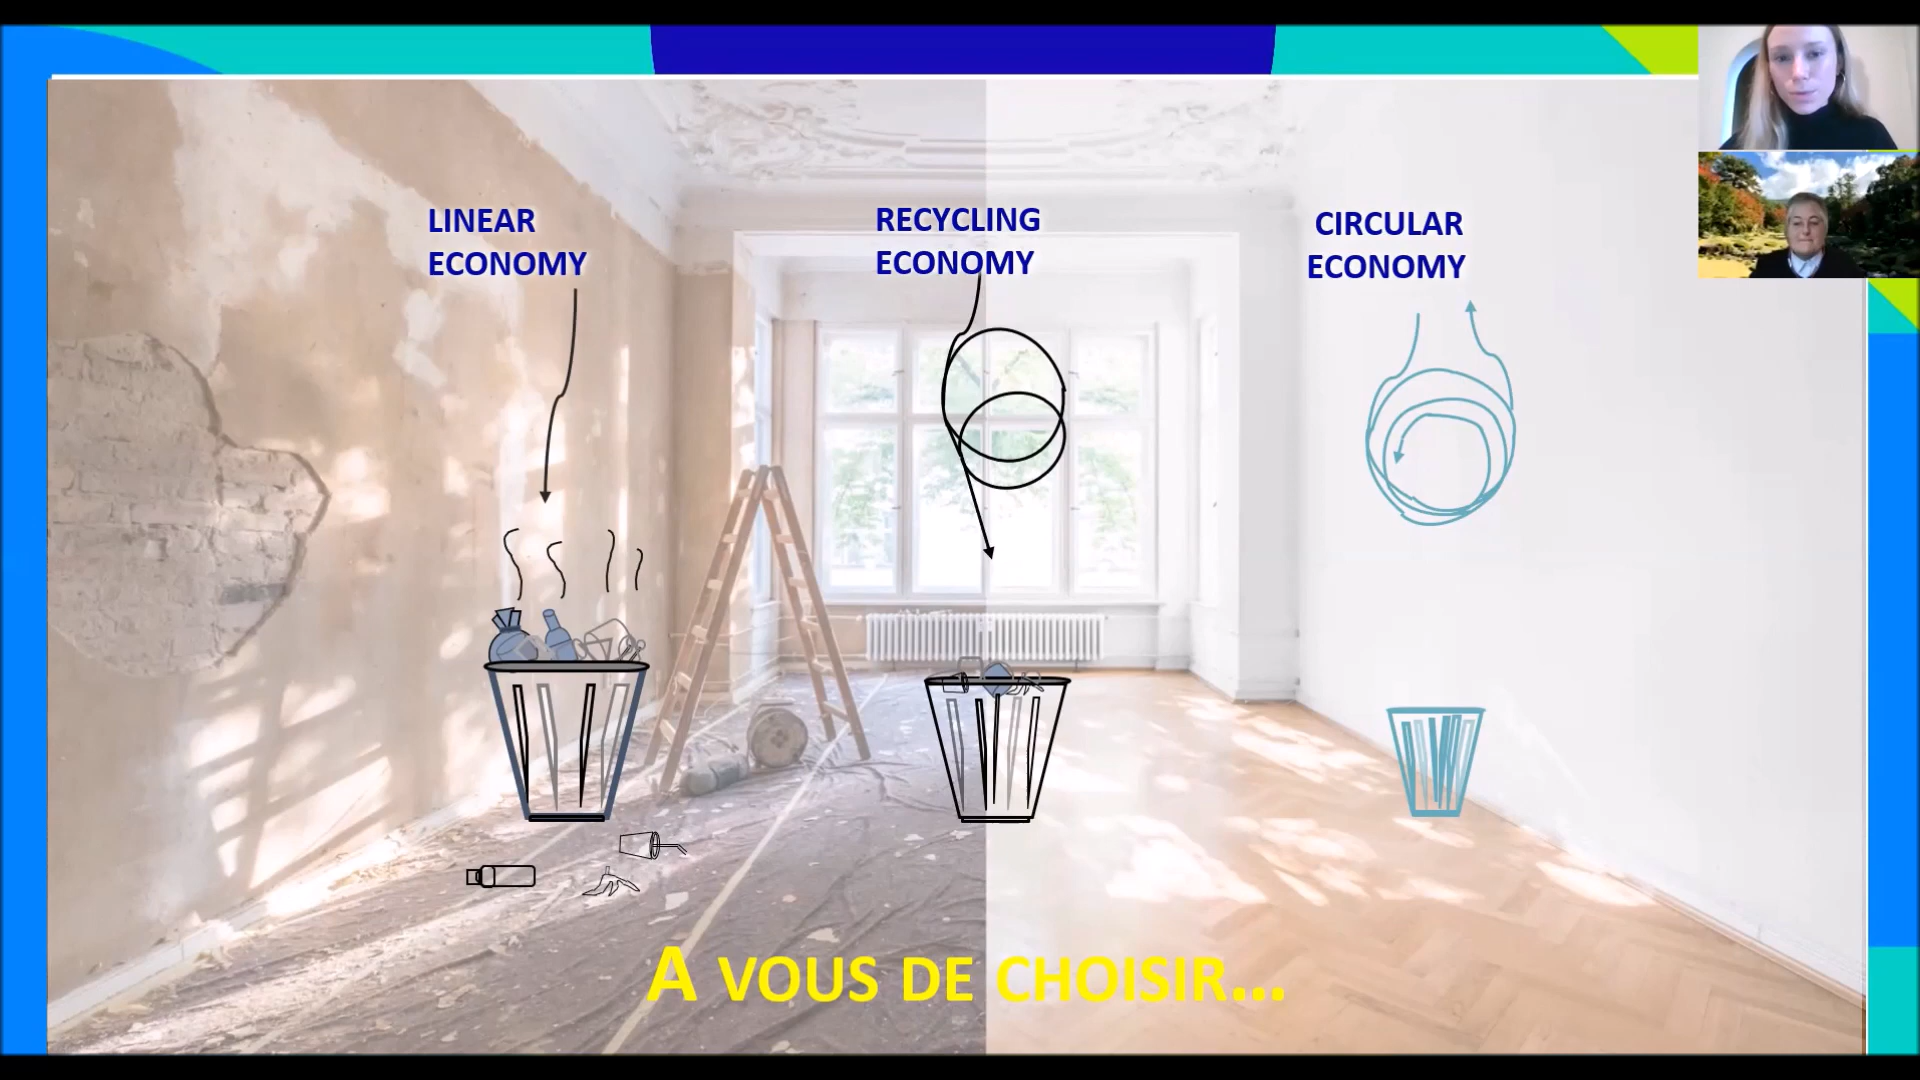 LINEAR
ECONOMY
RECYCLING
ECONOMY
CIRCULAR
ECONOMY
A VOUS DE CHOISIR...